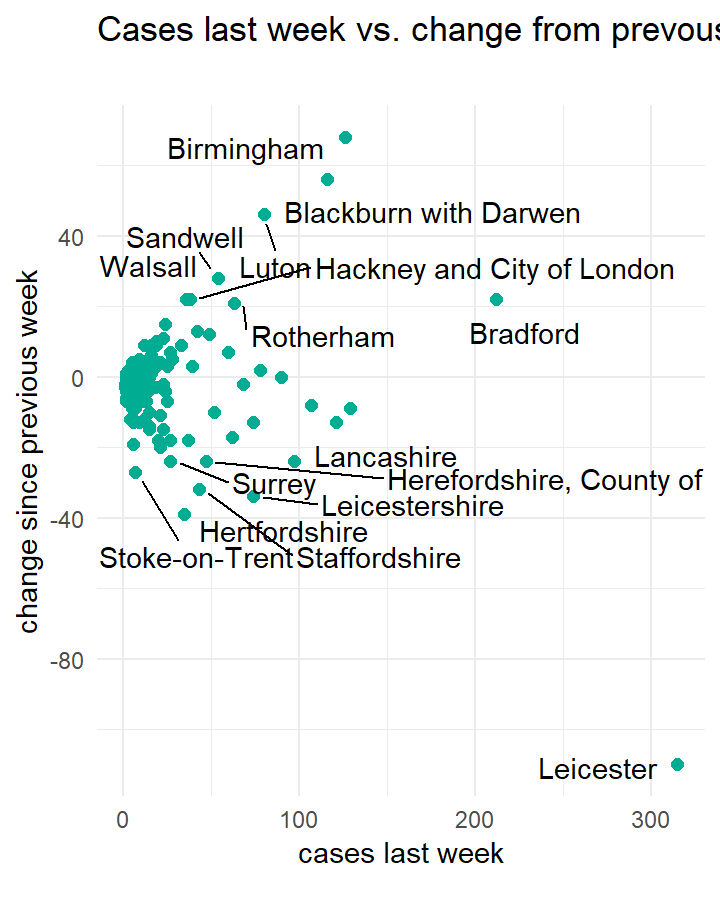 Cases last week vs. change from prevous
Birmingham
Blackburn with Darwen
Sandwell
Walsall
Luton
Hackney and City of London
Rotherham
Bradford
Lancashire
Herefordshire, County of
Surrey
Leicestershire
Hertfordshire
Stoke-on-Trent
Staffordshire
Leicester
change since previous week
40
0
-40
-80
0 100 200 300
cases last week